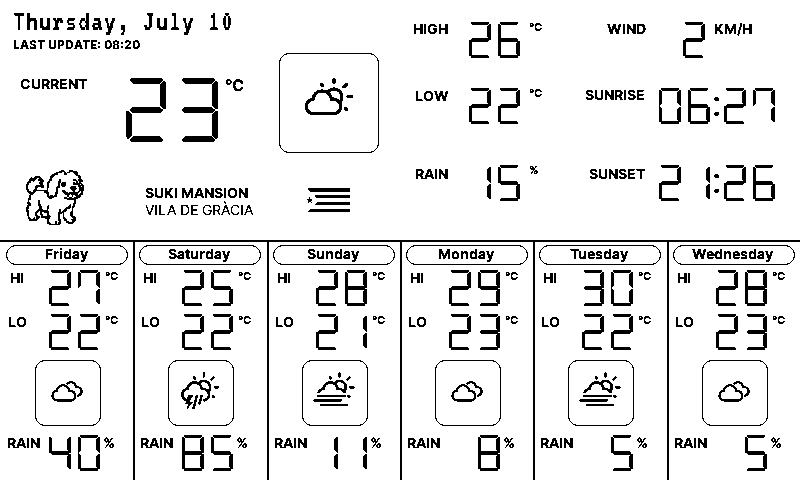 Thursday, July 10
LAST UPDATE: 08:20
CURRENT 23 °C
HIGH 26 °C
WIND 2 KM/H
LOW 22 °C
SUNRISE 06:27
RAIN 15 %
SUNSET 21:26
SUKI MANSION
VILA DE GRÀCIA
Friday
HI 27 °C
LO 22 °C
RAIN 40 %
Saturday
HI 25 °C
LO 22 °C
RAIN 85 %
Sunday
HI 28 °C
LO 21 °C
RAIN 11 %
Monday
HI 29 °C
LO 23 °C
RAIN 8 %
Tuesday
HI 30 °C
LO 22 °C
RAIN 5 %
Wednesday
HI 28 °C
LO 23 °C
RAIN 5 %